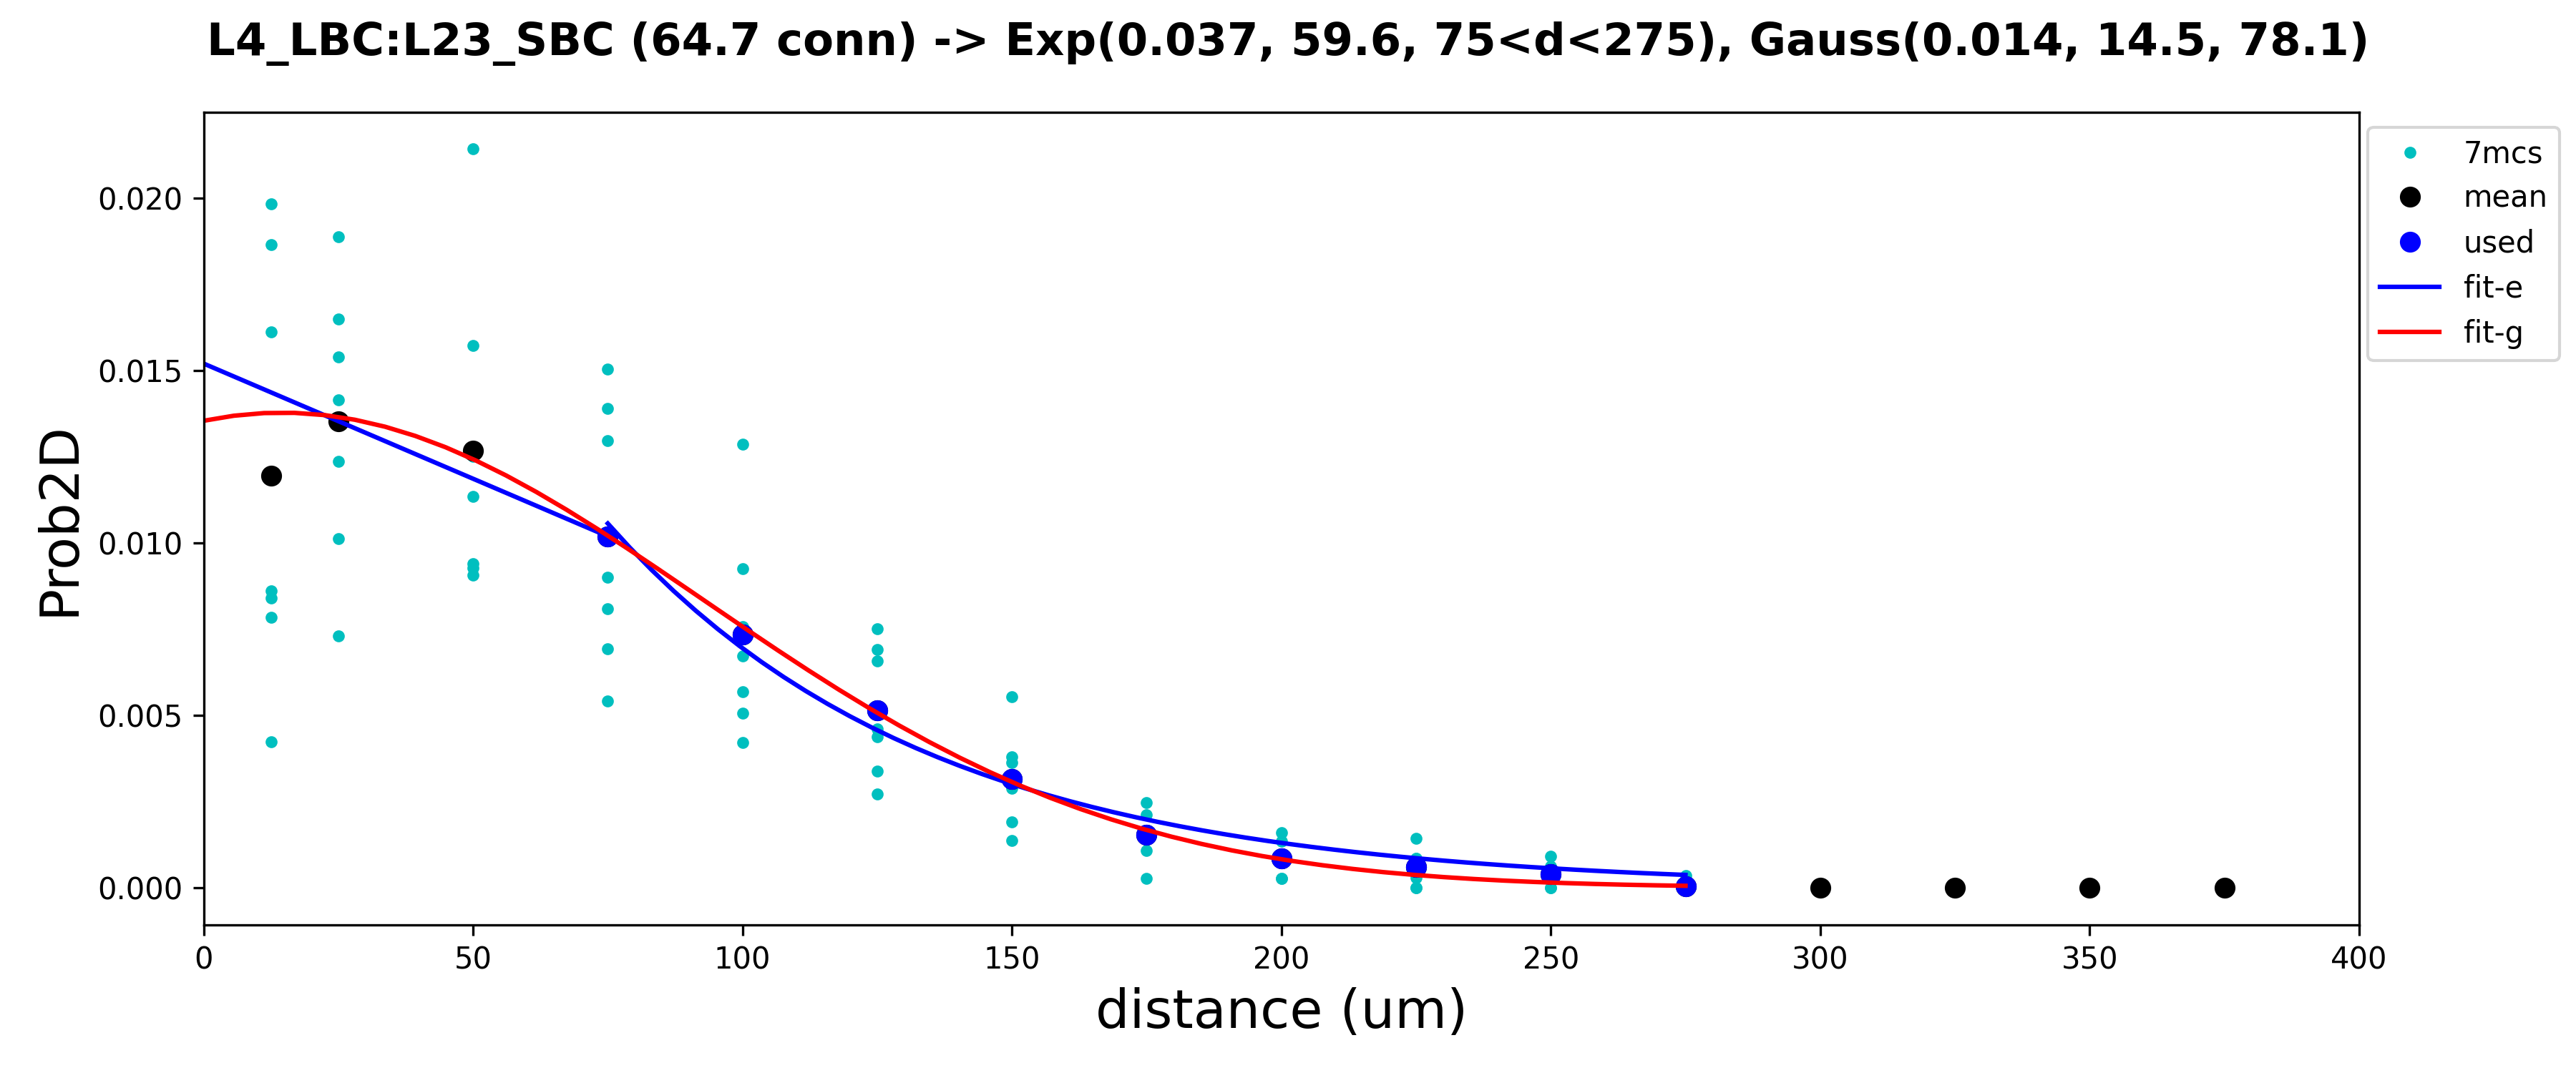 L4_LBC:L23_SBC (64.7 conn) -> Exp(0.037, 59.6, 75<d<275), Gauss(0.014, 14.5, 78.1)
7mcs
mean
used
fit-e
fit-g
Prob2D
0.020
0.015
0.010
0.005
0.000
0 50 100 150 200 250 300 350 400
distance (um)